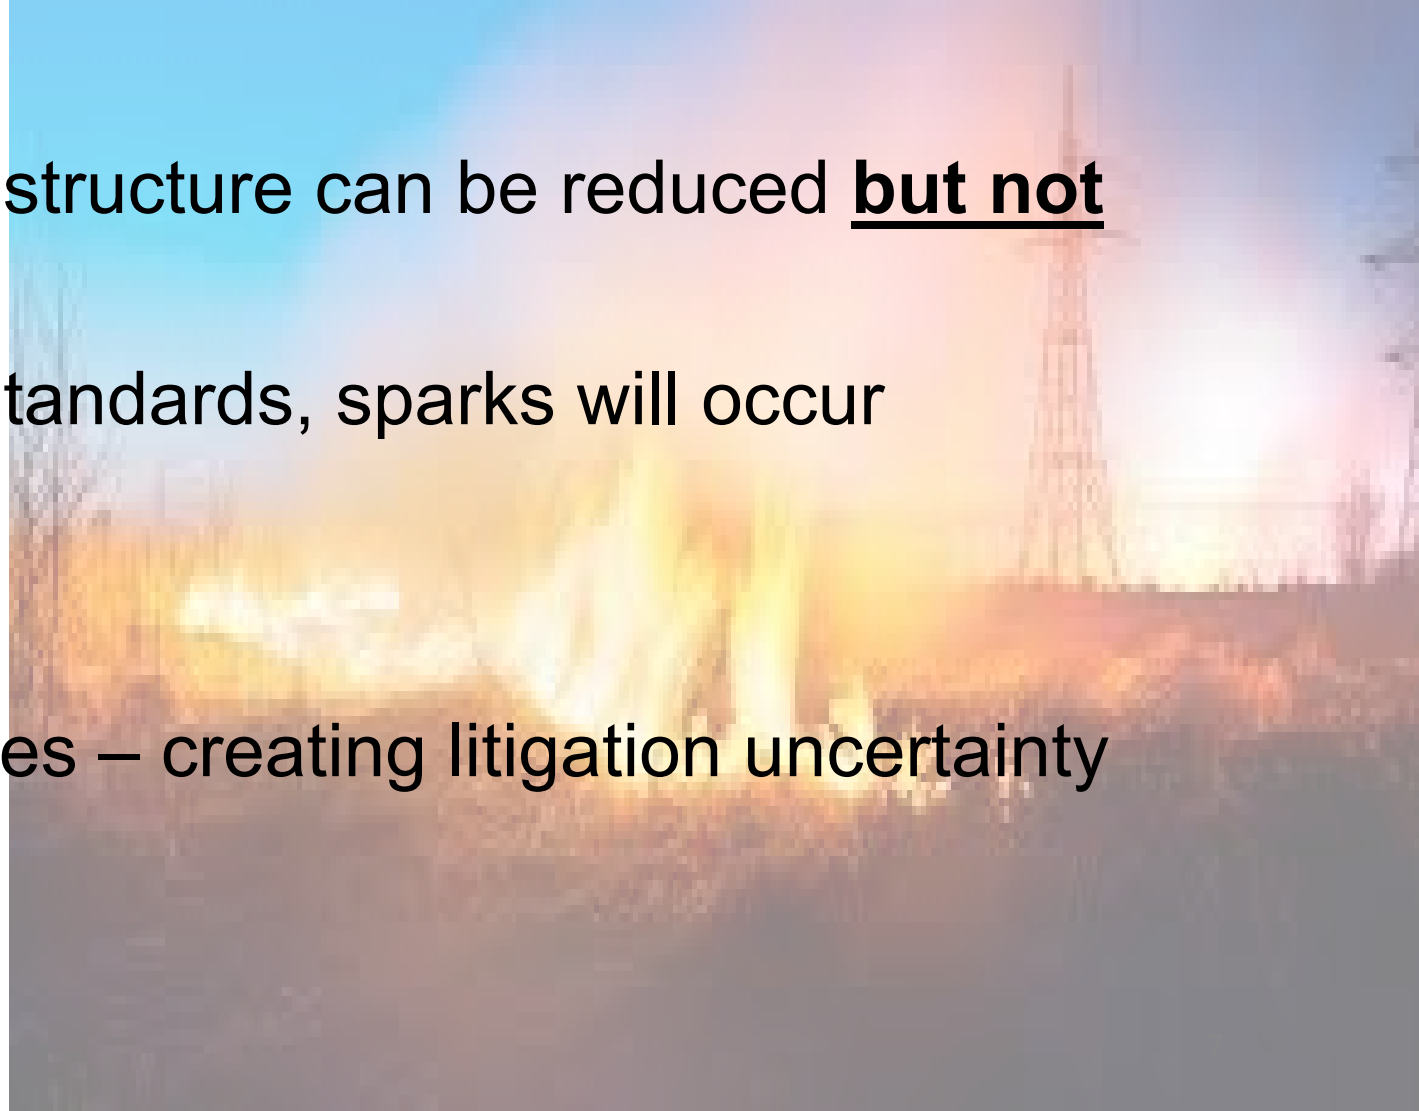 structure can be reduced but not
tandards, sparks will occur
es – creating litigation uncertainty